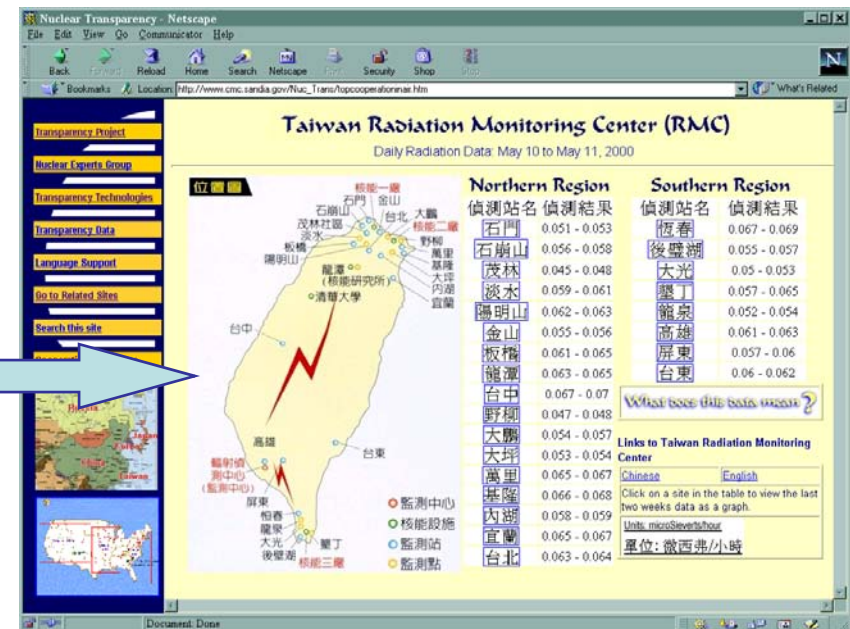 Nuclear Transparency - Netscape
File Edit View Go Communicator Help
Back Forward Reload Home Search Netscape Print Security Shop Stop
Bookmarks Location: http://www.cmc.sandia.gov/Nuc_Trans/topcooperationinair.htm What's Related
Transparency Project
Nuclear Experts Group
Transparency Technologies
Transparency Data
Language Support
Go to Related Sites
Search this site
Taiwan Radiation Monitoring Center (RMC)
Daily Radiation Data: May 10 to May 11, 2000
位置圖
核能一廠
石門 金山
石崩山 台北 大鵬
茂林社區 核能二廠
淡水 野柳
板橋 萬里
陽明山 基隆
龍潭 大坪
(核能研究所) 內湖
清華大學 宜蘭
台中
高雄
台東
輻射偵
測中心
(監測中心)
屏東
恒春
龍泉
大光 墾丁
後壁湖 核能三廠
監測中心
核能設施
監測站
監測點
Northern Region
偵測站名 偵測結果
石門 0.051 - 0.053
石崩山 0.056 - 0.058
茂林 0.045 - 0.048
淡水 0.059 - 0.061
陽明山 0.062 - 0.063
金山 0.055 - 0.056
板橋 0.061 - 0.065
龍潭 0.063 - 0.065
台中 0.067 - 0.07
野柳 0.047 - 0.048
大鵬 0.054 - 0.057
大坪 0.053 - 0.054
萬里 0.065 - 0.067
基隆 0.066 - 0.068
內湖 0.058 - 0.059
宜蘭 0.065 - 0.067
台北 0.063 - 0.064
Southern Region
偵測站名 偵測結果
恆春 0.067 - 0.069
後壁湖 0.055 - 0.057
大光 0.05 - 0.053
墾丁 0.057 - 0.065
龍泉 0.052 - 0.054
高雄 0.061 - 0.063
屏東 0.057 - 0.06
台東 0.06 - 0.062
What does this data mean?
Links to Taiwan Radiation Monitoring
Center
Chinese English
Click on a site in the table to view the last
two weeks data as a graph.
Units: microSieverts/hour
單位: 微西弗/小時
Document: Done